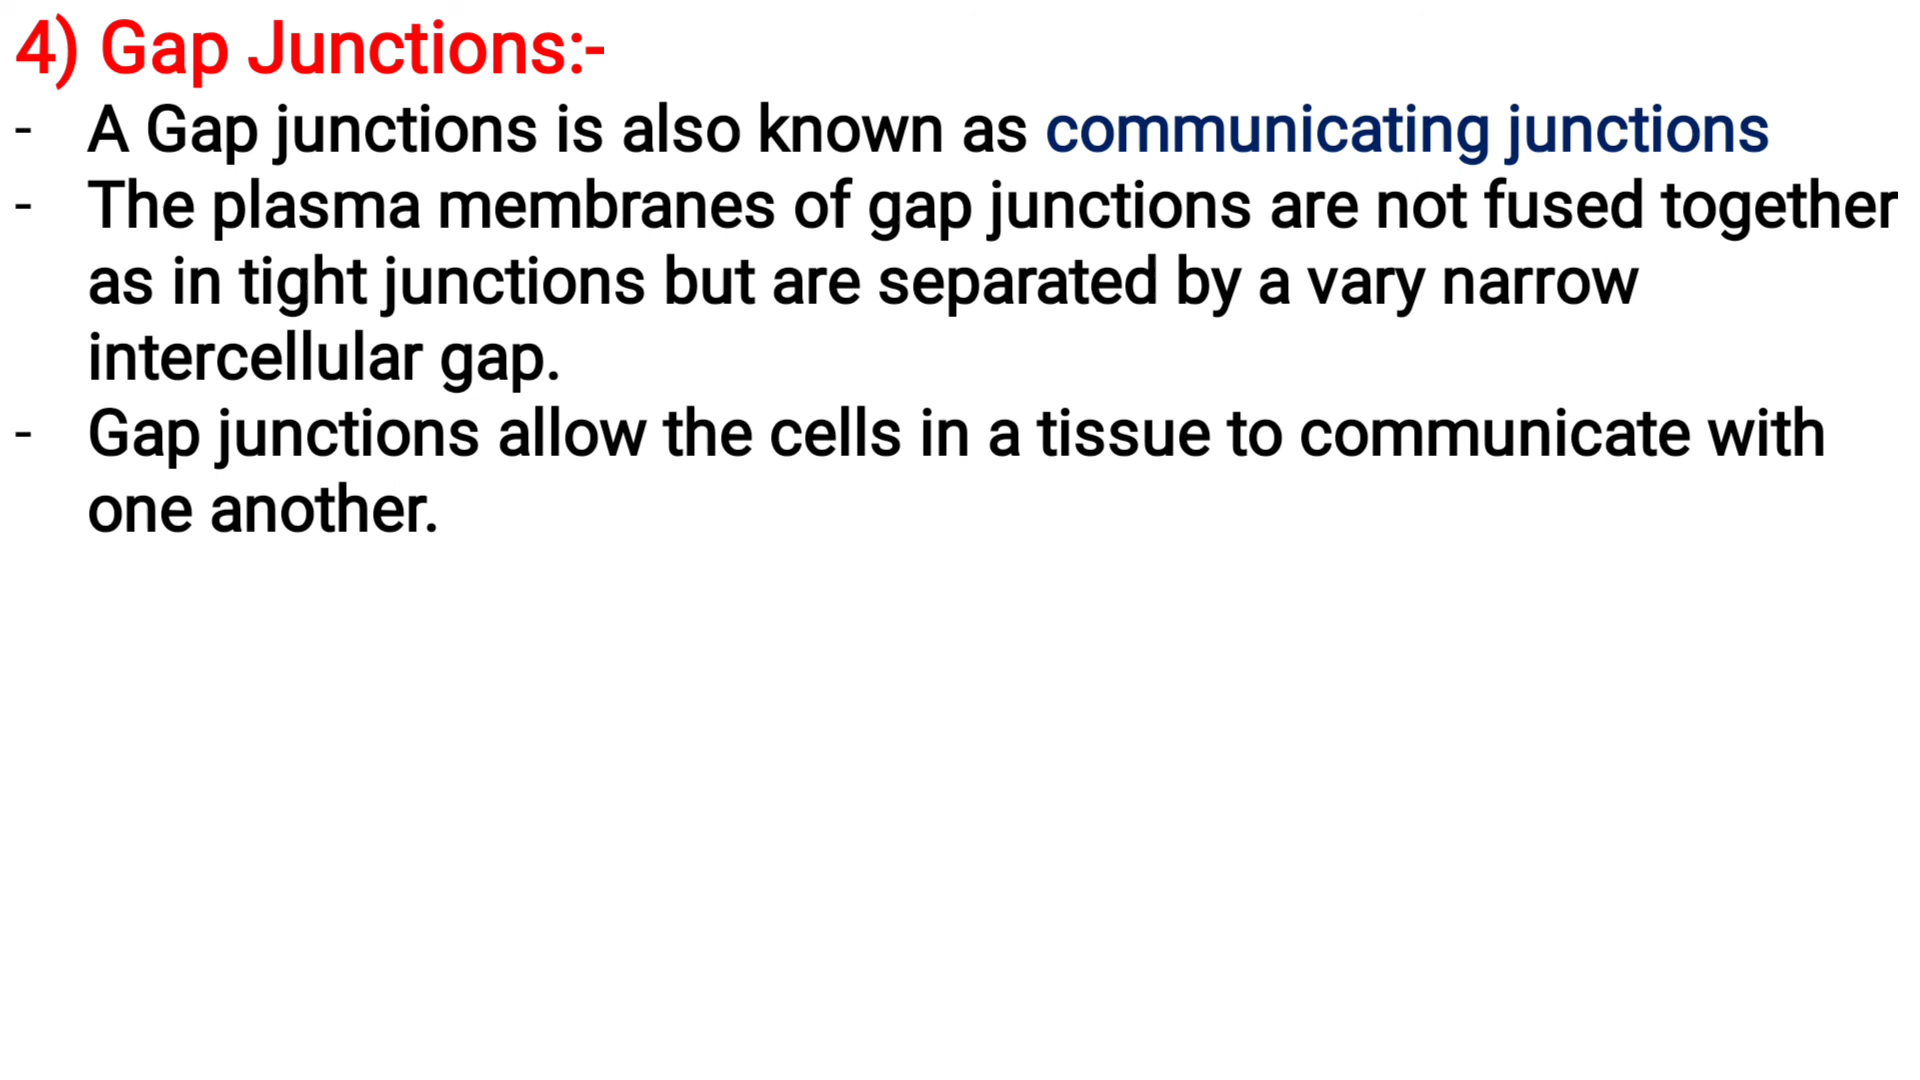 4) Gap Junctions:-
- A Gap junctions is also known as communicating junctions
- The plasma membranes of gap junctions are not fused together
as in tight junctions but are separated by a vary narrow
intercellular gap.
- Gap junctions allow the cells in a tissue to communicate with
one another.